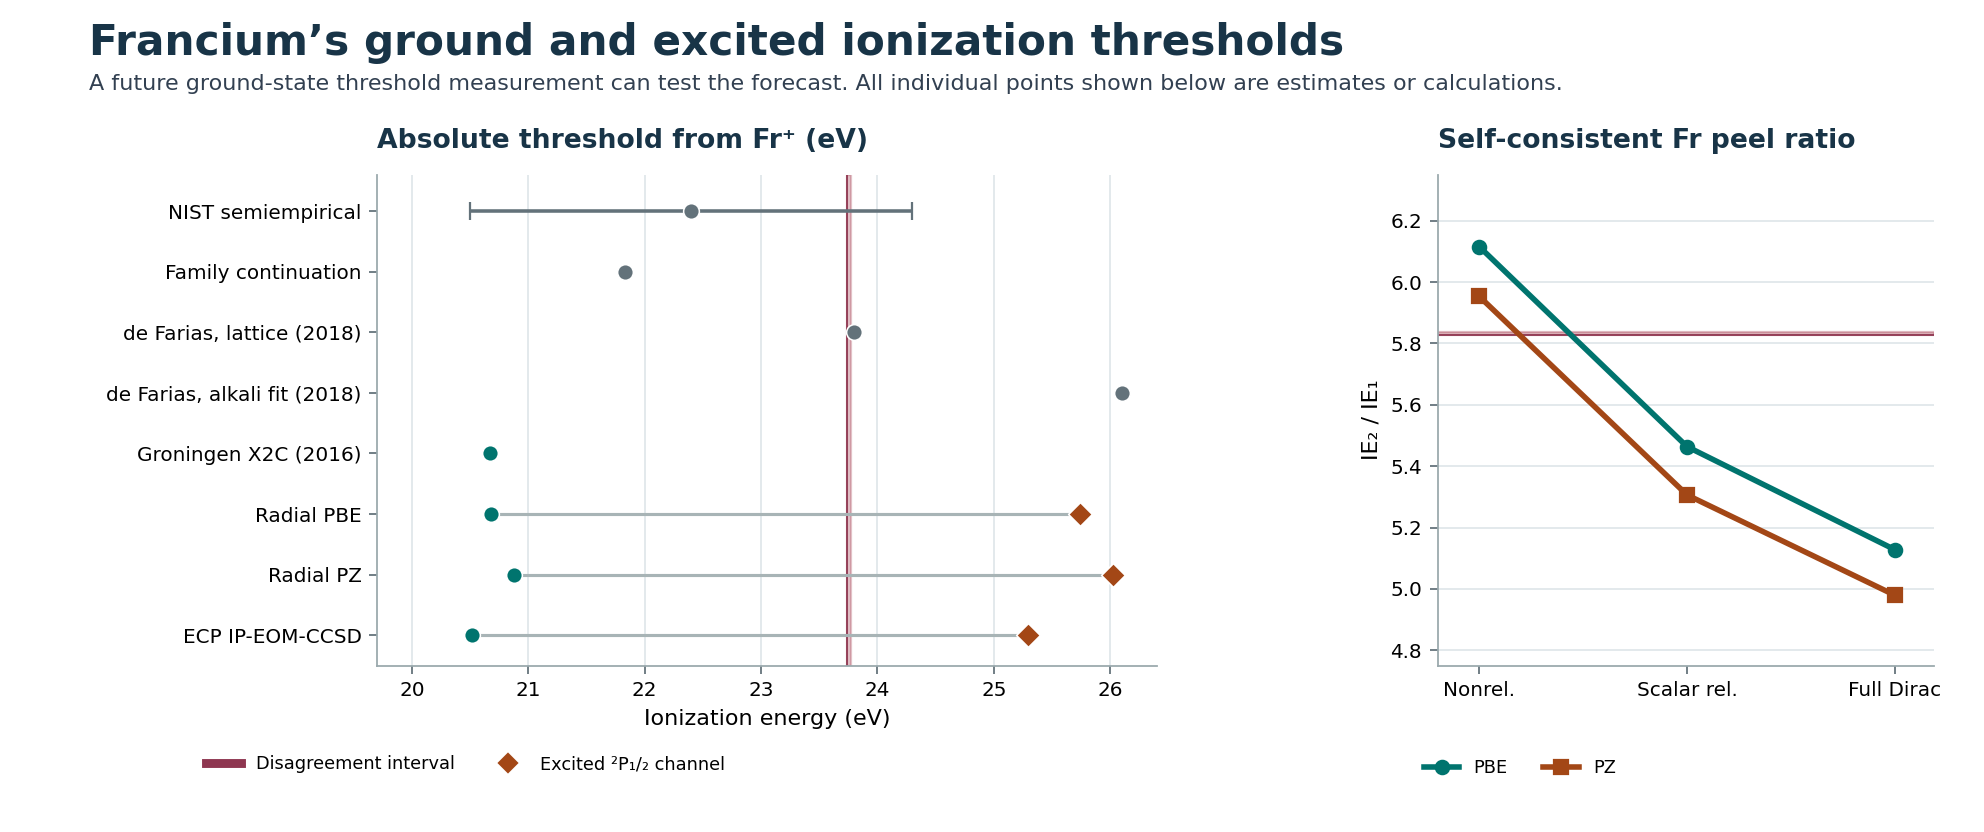 Francium’s ground and excited ionization thresholds
A future ground-state threshold measurement can test the forecast. All individual points shown below are estimates or calculations.
Absolute threshold from Fr⁺ (eV)
NIST semiempirical
Family continuation
de Farias, lattice (2018)
de Farias, alkali fit (2018)
Groningen X2C (2016)
Radial PBE
Radial PZ
ECP IP-EOM-CCSD
20 21 22 23 24 25 26
Ionization energy (eV)
Disagreement interval
Excited ²P₁/₂ channel
Self-consistent Fr peel ratio
IE₂ / IE₁
6.2
6.0
5.8
5.6
5.4
5.2
5.0
4.8
Nonrel. Scalar rel. Full Dirac
PBE
PZ